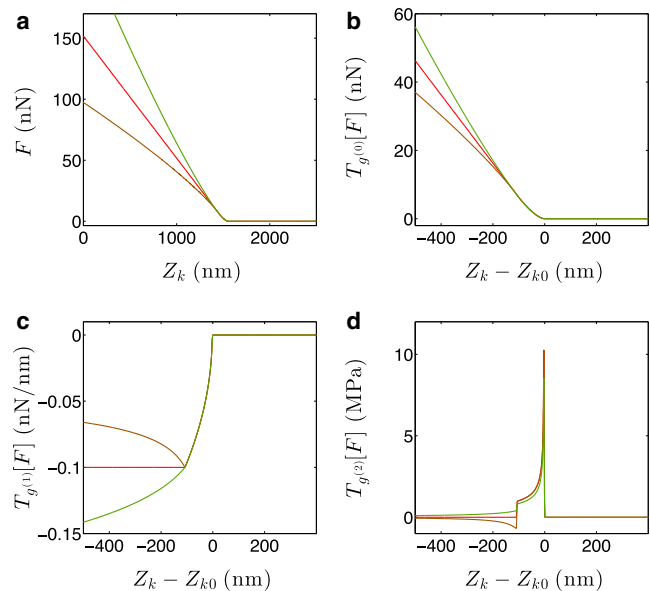 a
150
100
50
0
F (nN)
0 1000 2000
Z_k (nm)
b
60
40
20
0
T_{g^{(0)}}[F] (nN)
−400 −200 0 200
Z_k − Z_{k0} (nm)
c
0
−0.05
−0.1
−0.15
T_{g^{(1)}}[F] (nN/nm)
−400 −200 0 200
Z_k − Z_{k0} (nm)
d
10
5
0
T_{g^{(2)}}[F] (MPa)
−400 −200 0 200
Z_k − Z_{k0} (nm)